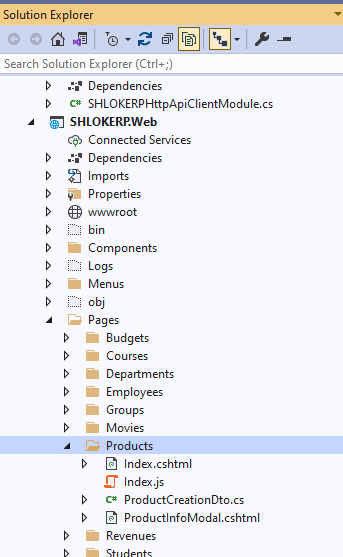 Solution Explorer
Search Solution Explorer (Ctrl+;)
Dependencies
C# SHLOKERPHttpApiClientModule.cs
SHLOKERP.Web
Connected Services
Dependencies
Imports
Properties
wwwroot
bin
Components
Logs
Menus
obj
Pages
Budgets
Courses
Departments
Employees
Groups
Movies
Products
Index.cshtml
Index.js
C# ProductCreationDto.cs
ProductInfoModal.cshtml
Revenues
Students